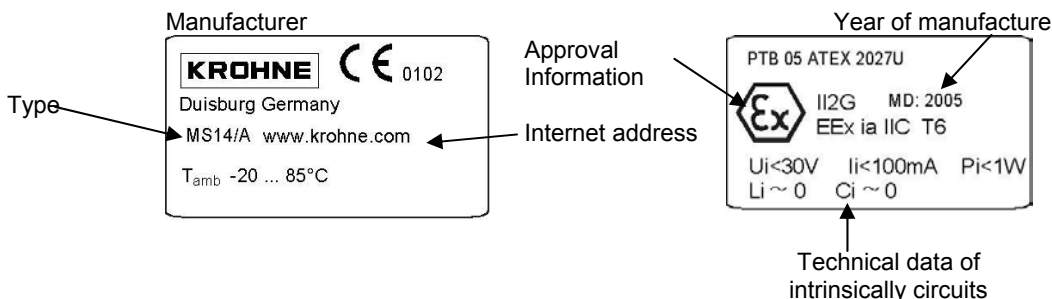 Manufacturer
KROHNE CE 0102
Duisburg Germany
MS14/A www.krohne.com
Tamb -20 ... 85°C
Type
Approval
Information
Internet address
Year of manufacture
PTB 05 ATEX 2027U
Ex II2G MD: 2005
EEx ia IIC T6
Ui<30V Ii<100mA Pi<1W
Li ~ 0 Ci ~ 0
Technical data of
intrinsically circuits